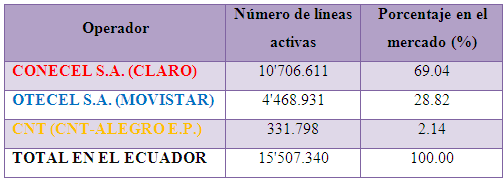 Operador Número de líneas activas Porcentaje en el mercado (%)
CONECEL S.A. (CLARO) 10'706.611 69.04
OTECEL S.A. (MOVISTAR) 4'468.931 28.82
CNT (CNT-ALEGRO E.P.) 331.798 2.14
TOTAL EN EL ECUADOR 15'507.340 100.00